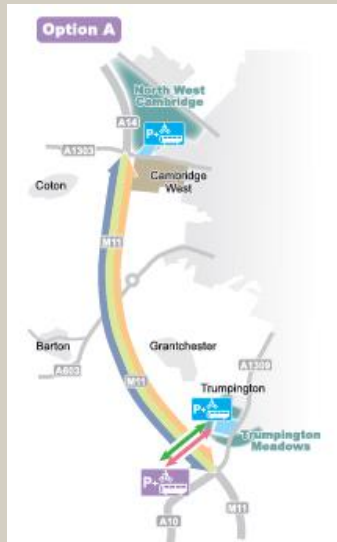 Option A
North West
Cambridge
A14
P+
A1303
Coton
Cambridge
West
M11
Barton
Grantchester
A603
A1309
M11
Trumpington
P+
Trumpington
Meadows
P+
A10
M11